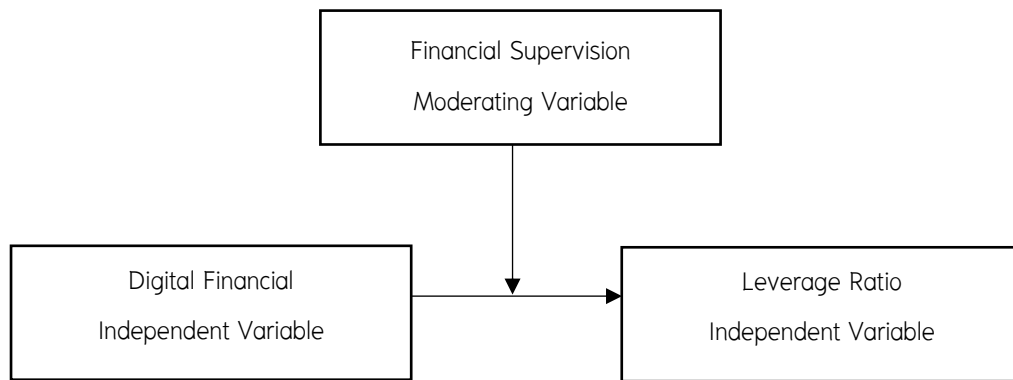 Financial Supervision
Moderating Variable
Digital Financial
Independent Variable
Leverage Ratio
Independent Variable